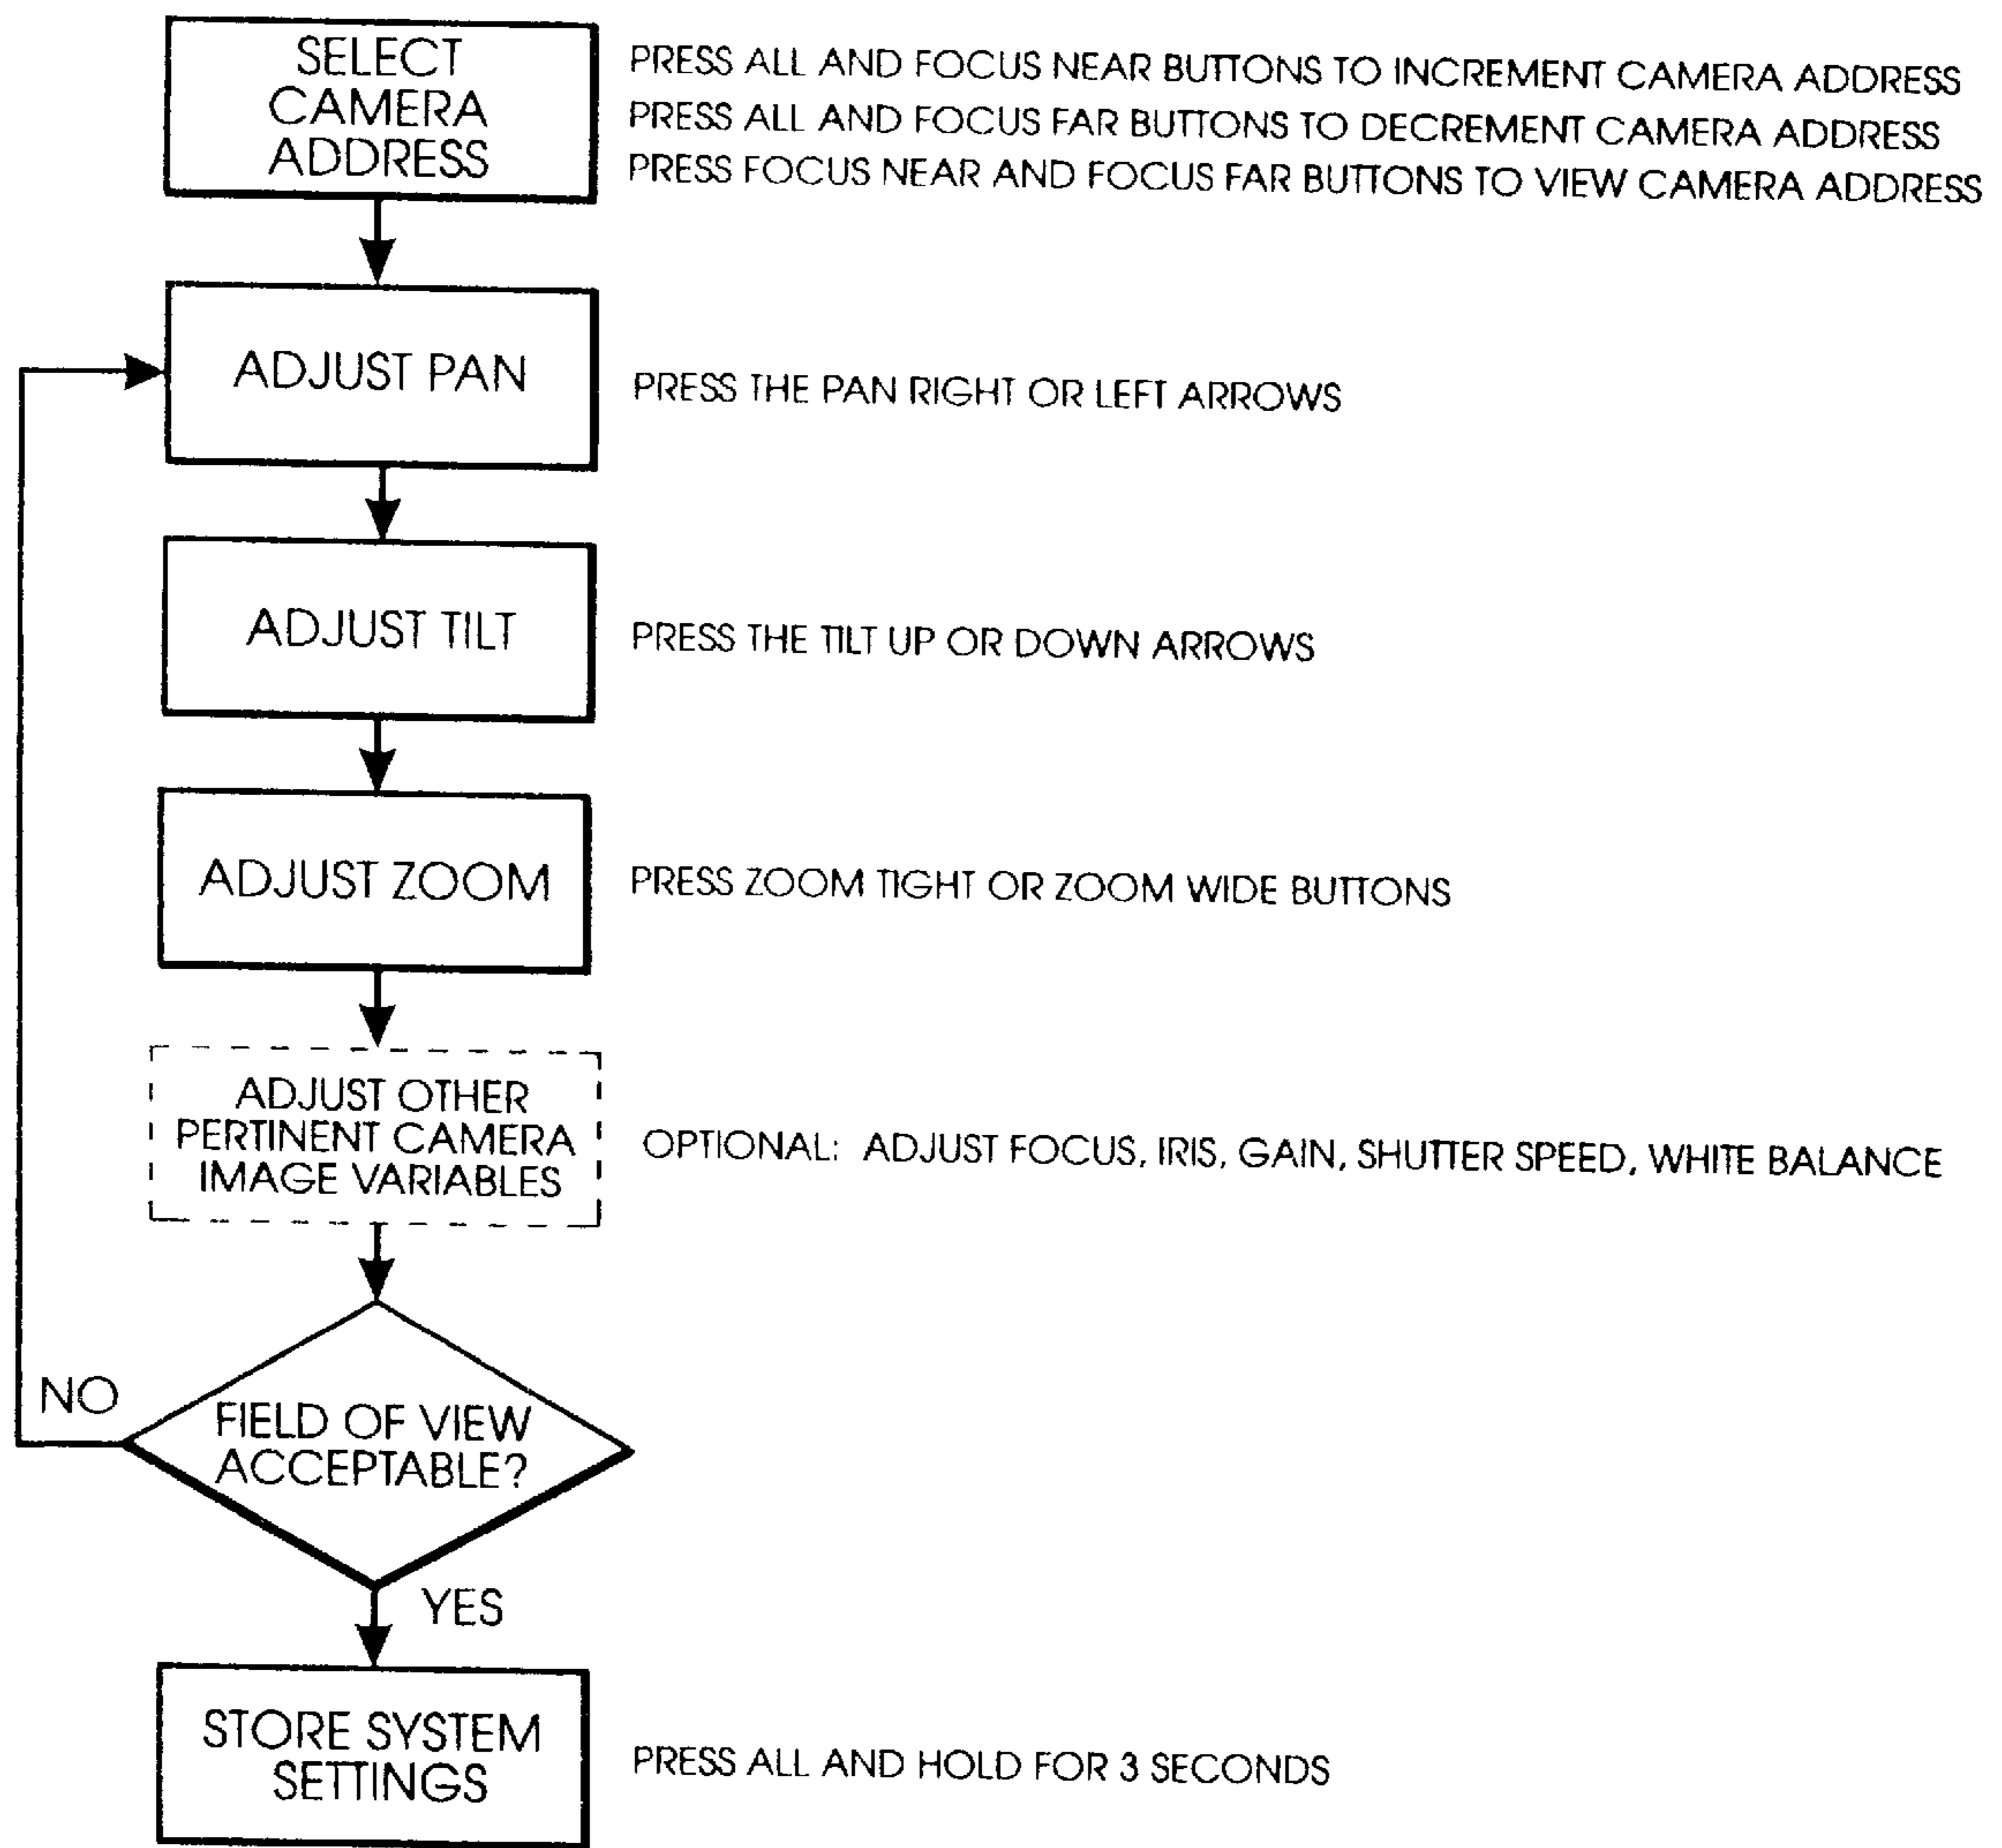 SELECT
CAMERA
ADDRESS
PRESS ALL AND FOCUS NEAR BUTTONS TO INCREMENT CAMERA ADDRESS
PRESS ALL AND FOCUS FAR BUTTONS TO DECREMENT CAMERA ADDRESS
PRESS FOCUS NEAR AND FOCUS FAR BUTTONS TO VIEW CAMERA ADDRESS
ADJUST PAN
PRESS THE PAN RIGHT OR LEFT ARROWS
ADJUST TILT
PRESS THE TILT UP OR DOWN ARROWS
ADJUST ZOOM
PRESS ZOOM TIGHT OR ZOOM WIDE BUTTONS
ADJUST OTHER
PERTINENT CAMERA
IMAGE VARIABLES
OPTIONAL: ADJUST FOCUS, IRIS, GAIN, SHUTTER SPEED, WHITE BALANCE
NO
FIELD OF VIEW
ACCEPTABLE?
YES
STORE SYSTEM
SETTINGS
PRESS ALL AND HOLD FOR 3 SECONDS